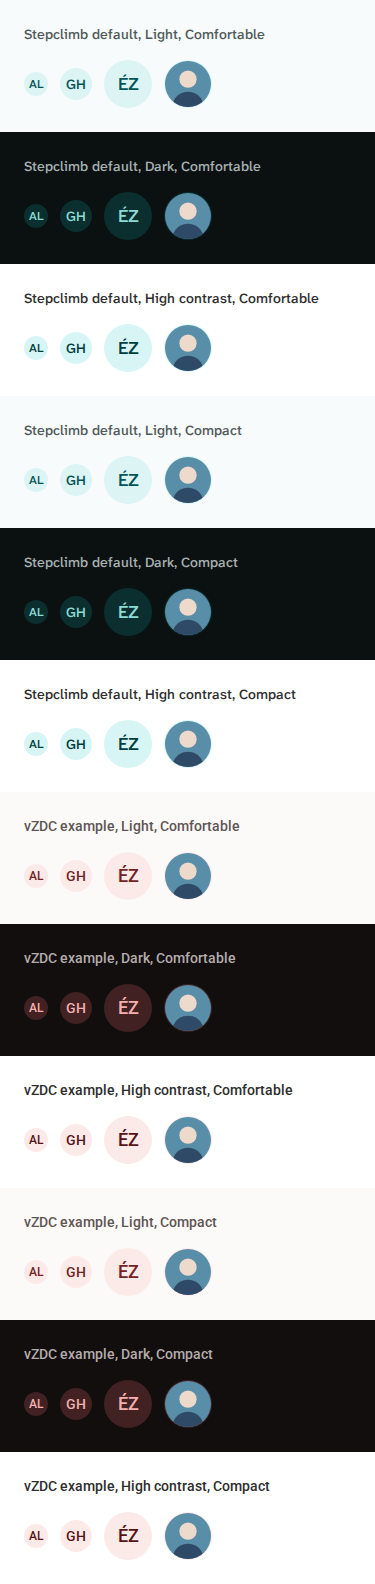 Stepclimb default, Light, Comfortable
AL GH ÉZ
Stepclimb default, Dark, Comfortable
AL GH ÉZ
Stepclimb default, High contrast, Comfortable
AL GH ÉZ
Stepclimb default, Light, Compact
AL GH ÉZ
Stepclimb default, Dark, Compact
AL GH ÉZ
Stepclimb default, High contrast, Compact
AL GH ÉZ
vZDC example, Light, Comfortable
AL GH ÉZ
vZDC example, Dark, Comfortable
AL GH ÉZ
vZDC example, High contrast, Comfortable
AL GH ÉZ
vZDC example, Light, Compact
AL GH ÉZ
vZDC example, Dark, Compact
AL GH ÉZ
vZDC example, High contrast, Compact
AL GH ÉZ